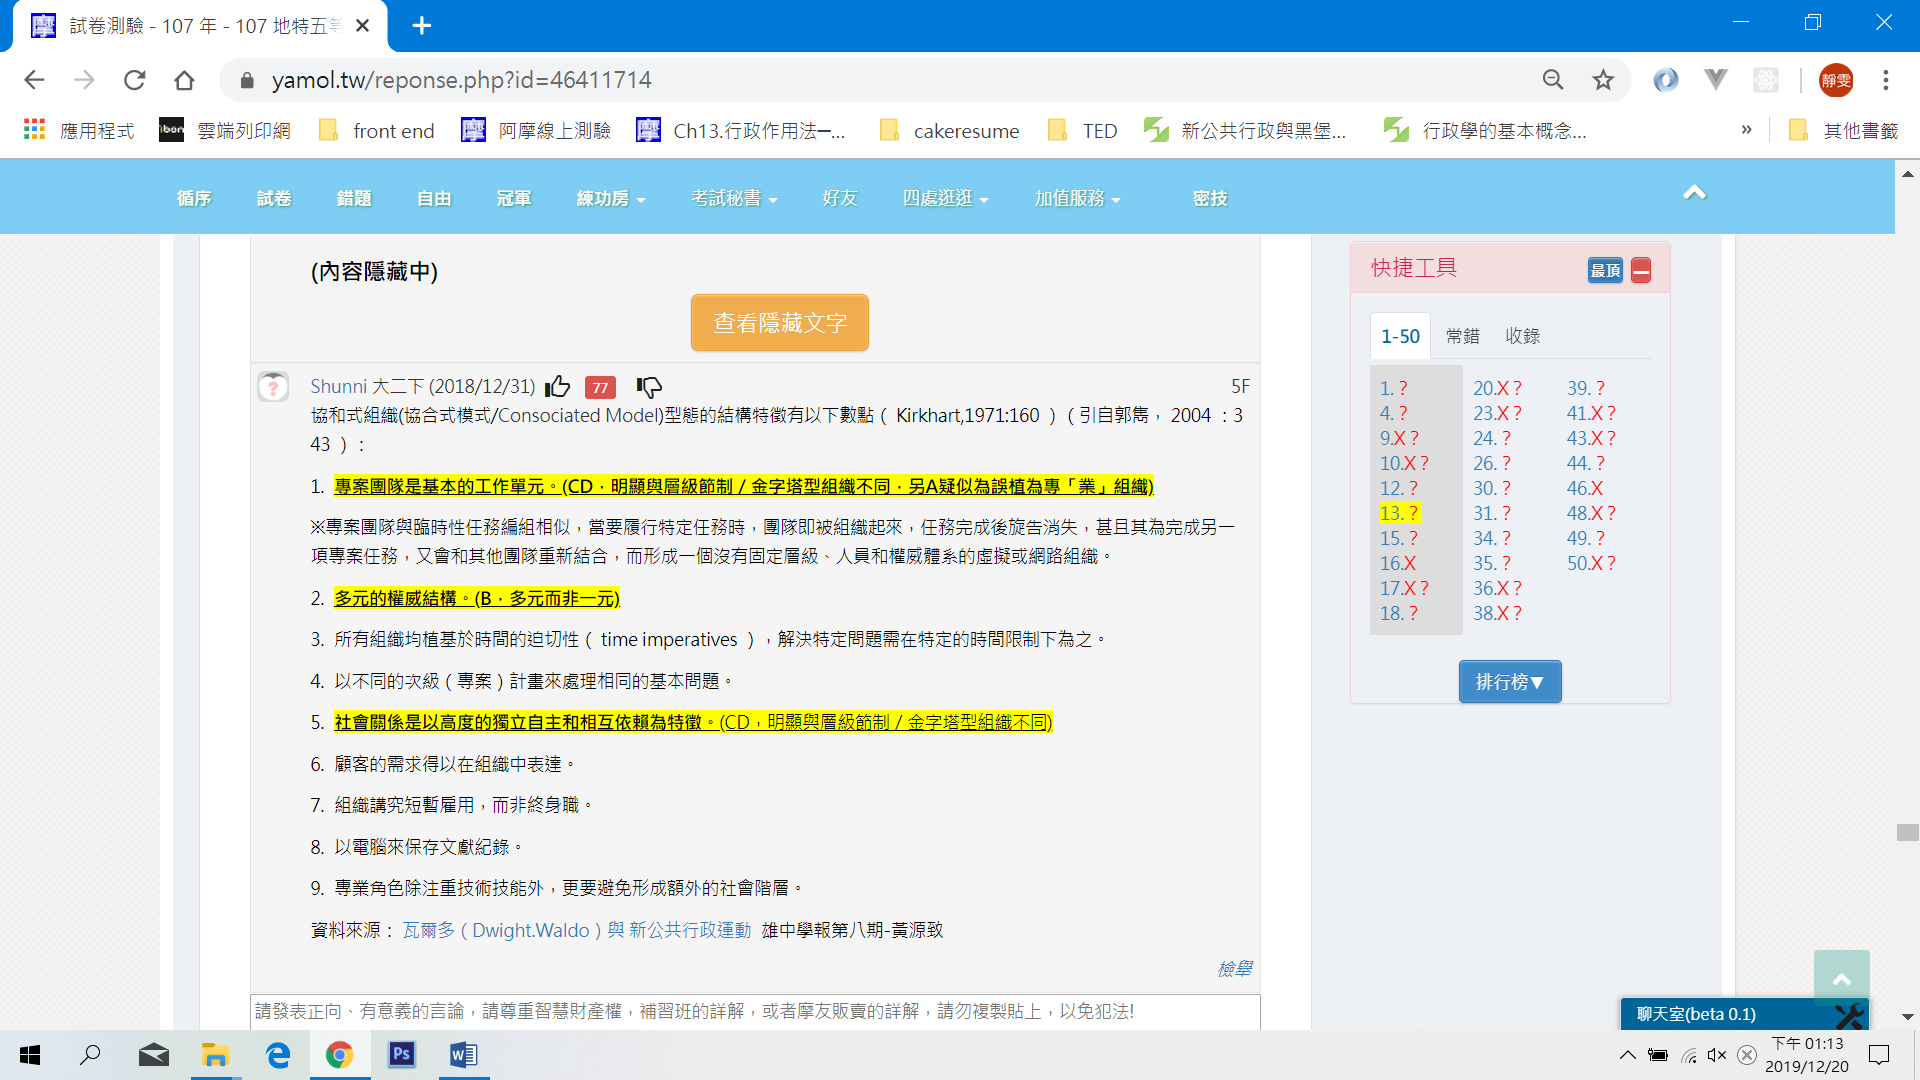 試卷測驗 - 107 年 - 107 地特五等
yamol.tw/reponse.php?id=46411714
靜雯
應用程式
ibon
雲端列印網
front end
阿摩線上測驗
Ch13.行政作用法—...
cakeresume
TED
新公共行政與黑堡...
行政學的基本概念...
»
其他書籤
循序
試卷
錯題
自由
冠軍
練功房
考試秘書
好友
四處逛逛
加值服務
密技
(內容隱藏中)
查看隱藏文字
Shunni 大二下 (2018/12/31)
77
5F
協和式組織(協合式模式/Consociated Model)型態的結構特徵有以下數點（ Kirkhart,1971:160 ）（ 引自郭雋， 2004 ：3
43 ）：
1. 專案團隊是基本的工作單元。(CD，明顯與層級節制 / 金字塔型組織不同，另A疑似為誤植為專「業」組織)
※專案團隊與臨時性任務編組相似，當要履行特定任務時，團隊即被組織起來，任務完成後旋告消失，甚且其為完成另一
項專案任務，又會和其他團隊重新結合，而形成一個沒有固定層級、人員和權威體系的虛擬或網路組織。
2. 多元的權威結構。(B，多元而非一元)
3. 所有組織均植基於時間的迫切性（ time imperatives ），解決特定問題需在特定的時間限制下為之。
4. 以不同的次級（專案）計畫來處理相同的基本問題。
5. 社會關係是以高度的獨立自主和相互依賴為特徵。(CD，明顯與層級節制 / 金字塔型組織不同)
6. 顧客的需求得以在組織中表達。
7. 組織講究短暫雇用，而非終身職。
8. 以電腦來保存文獻紀錄。
9. 專業角色除注重技術技能外，更要避免形成額外的社會階層。
資料來源： 瓦爾多（Dwight.Waldo）與 新公共行政運動 雄中學報第八期-黃源致
檢舉
請發表正向、有意義的言論，請尊重智慧財產權，補習班的詳解，或者摩友販賣的詳解，請勿複製貼上，以免犯法!
快捷工具
最頂
1-50
常錯
收錄
1.？
4.？
9.X？
10.X？
12.？
13.？
15.？
16.X
17.X？
18.？
20.X？
23.X？
24.？
26.？
30.？
31.？
34.？
35.？
36.X？
38.X？
39.？
41.X？
43.X？
44.？
46.X
48.X？
49.？
50.X？
排行榜▼
聊天室(beta 0.1)
Ps
下午 01:13
2019/12/20